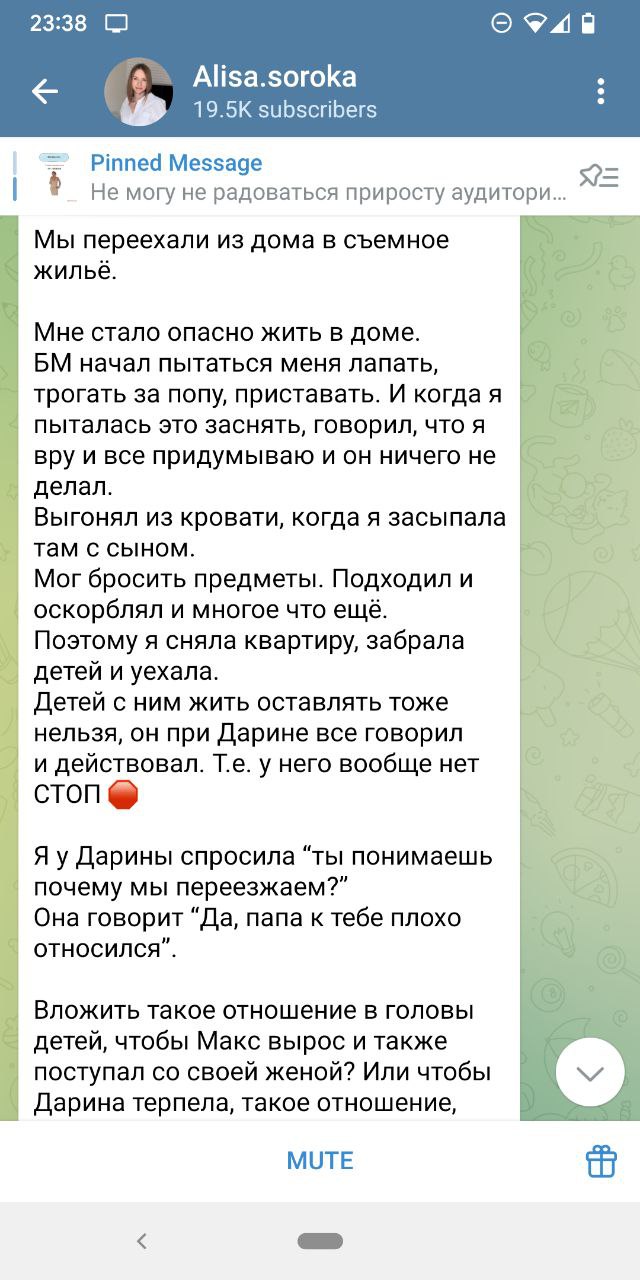 23:38
Alisa.soroka
19.5K subscribers
Pinned Message
Не могу не радоваться приросту аудитори...
Мы переехали из дома в съемное
жильё.
Мне стало опасно жить в доме.
БМ начал пытаться меня лапать,
трогать за попу, приставать. И когда я
пыталась это заснять, говорил, что я
вру и все придумываю и он ничего не
делал.
Выгонял из кровати, когда я засыпала
там с сыном.
Мог бросить предметы. Подходил и
оскорблял и многое что ещё.
Поэтому я сняла квартиру, забрала
детей и уехала.
Детей с ним жить оставлять тоже
нельзя, он при Дарине все говорил
и действовал. Т.е. у него вообще нет
СТОП🛑
Я у Дарины спросила “ты понимаешь
почему мы переезжаем?”
Она говорит “Да, папа к тебе плохо
относился”.
Вложить такое отношение в головы
детей, чтобы Макс вырос и также
поступал со своей женой? Или чтобы
Дарина терпела, такое отношение,
MUTE